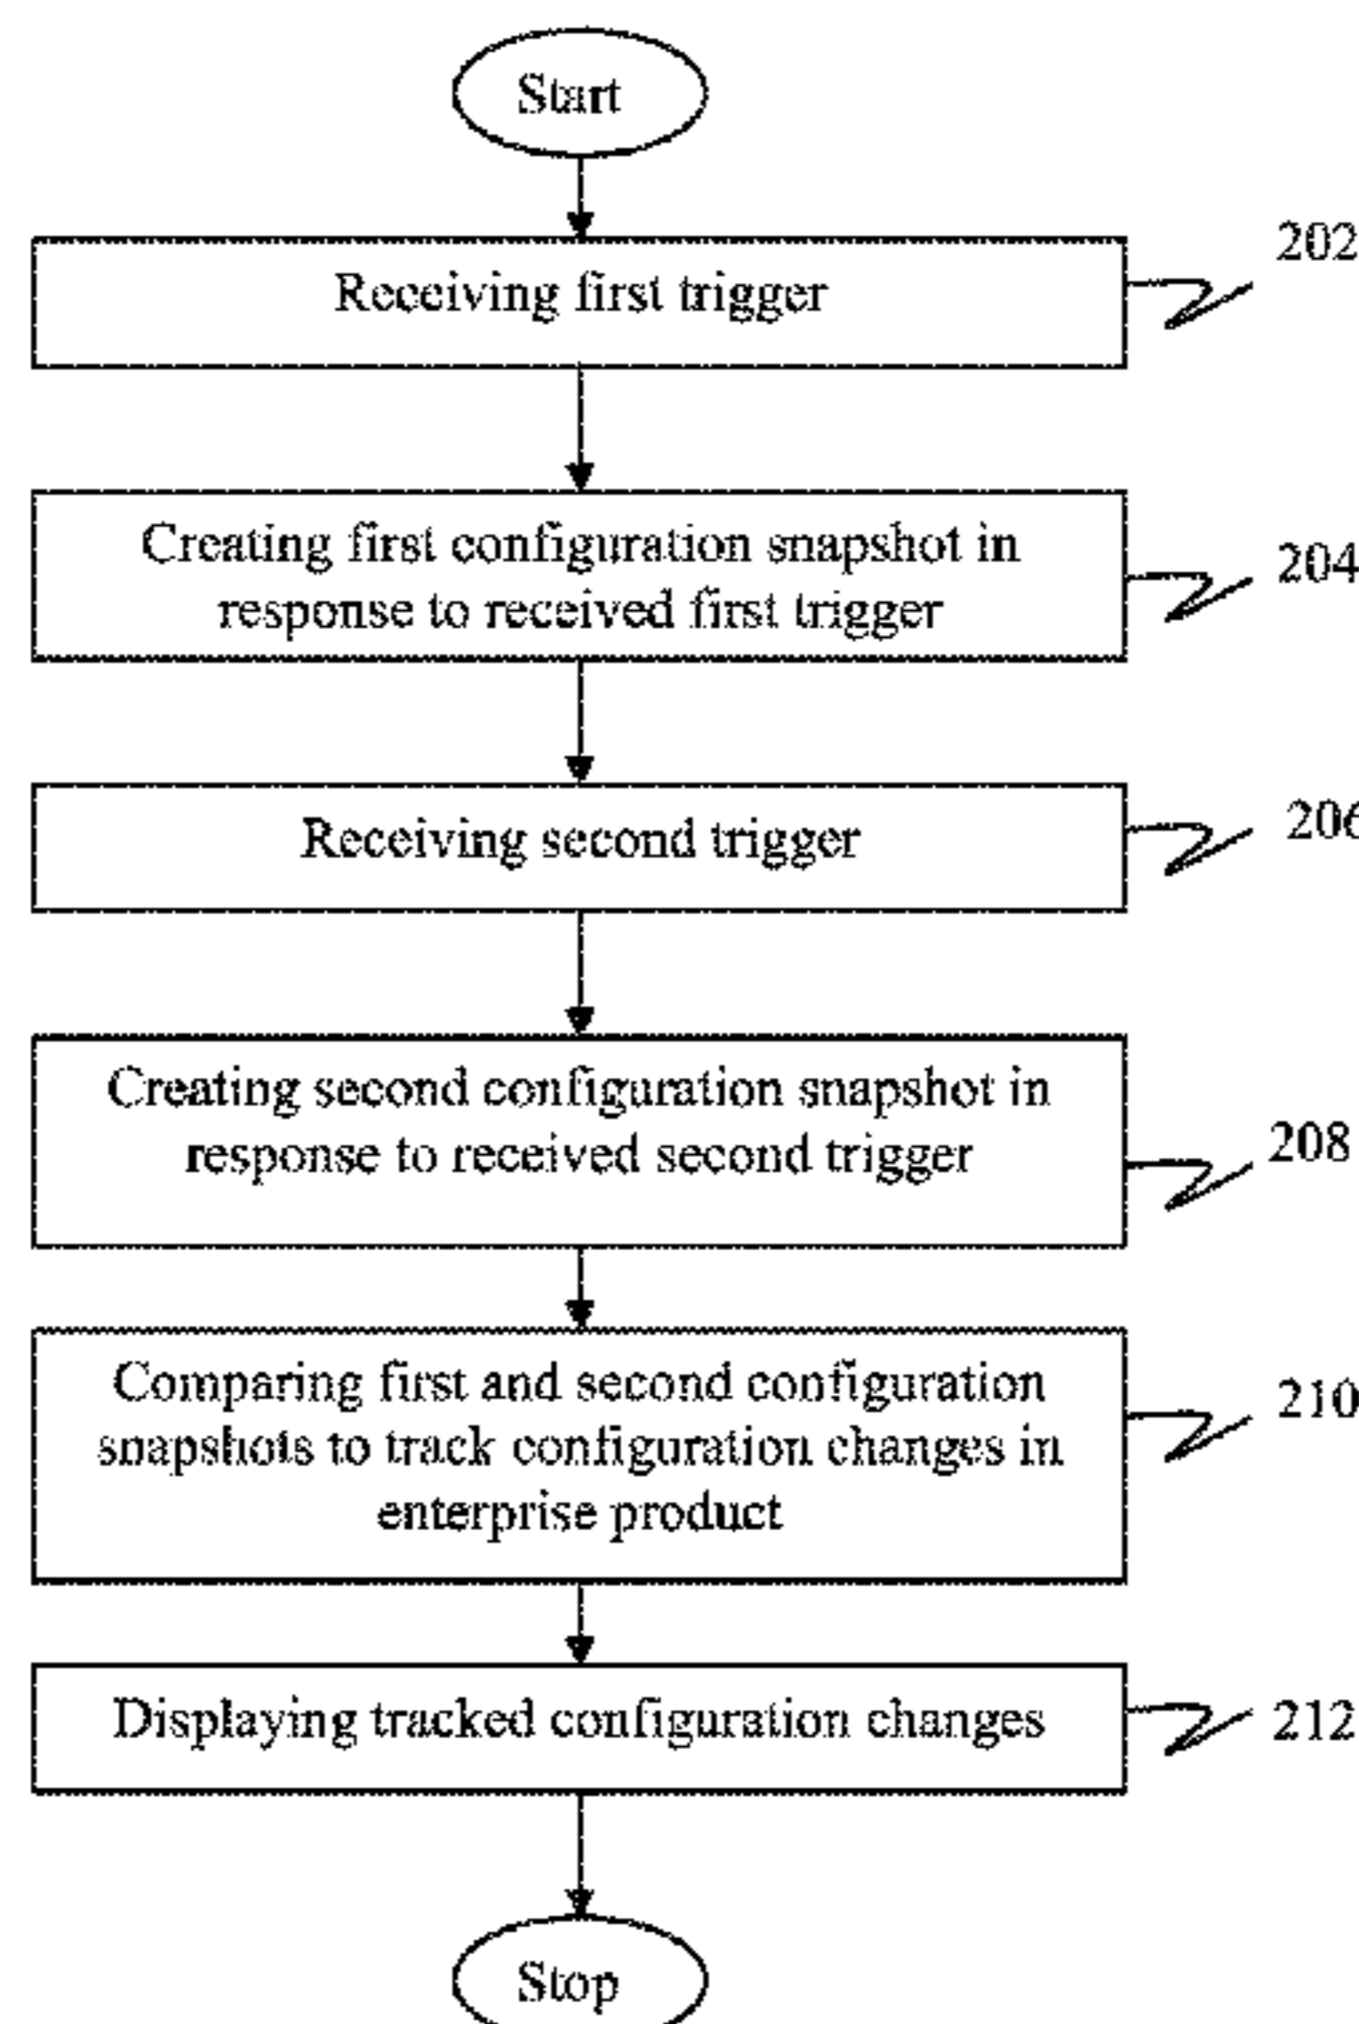 Start
Receiving first trigger
202
Creating first configuration snapshot in
response to received first trigger
204
Receiving second trigger
206
Creating second configuration snapshot in
response to received second trigger
208
Comparing first and second configuration
snapshots to track configuration changes in
enterprise product
210
Displaying tracked configuration changes
212
Stop